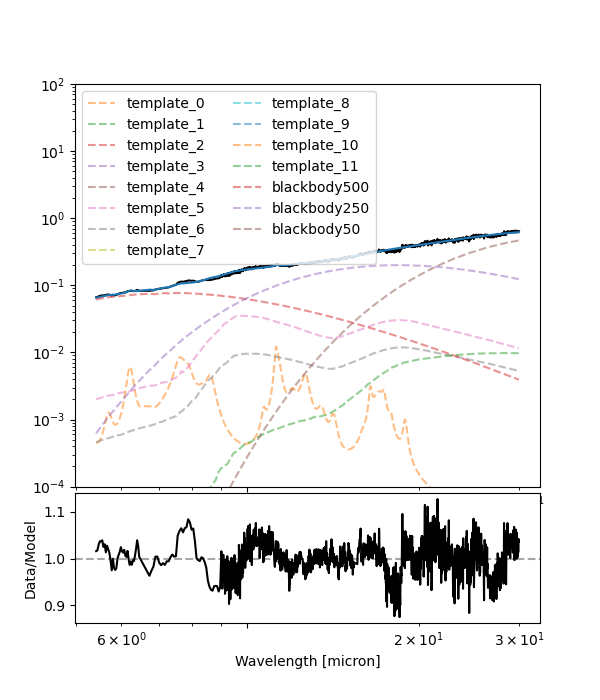 10²
10¹
10⁰
10⁻¹
10⁻²
10⁻³
10⁻⁴
template_0
template_1
template_2
template_3
template_4
template_5
template_6
template_7
template_8
template_9
template_10
template_11
blackbody500
blackbody250
blackbody50
1.1
1.0
0.9
Data/Model
6 × 10⁰
2 × 10¹
3 × 10¹
Wavelength [micron]